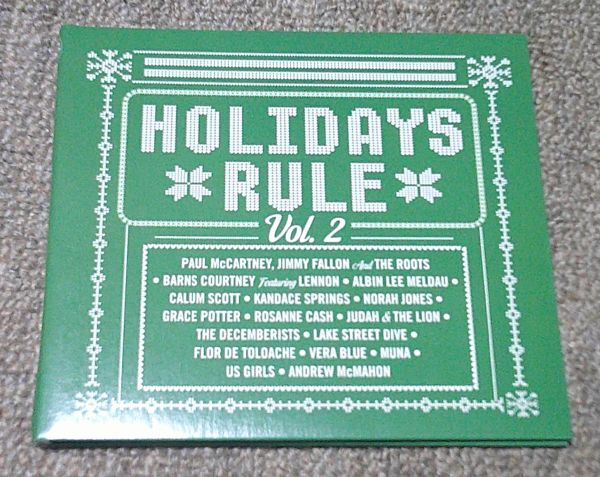 HOLIDAYS
RULE
Vol. 2
PAUL McCARTNEY, JIMMY FALLON And THE ROOTS
• BARNS COURTNEY Featuring LENNON • ALBIN LEE MELDAU •
CALUM SCOTT • KANDACE SPRINGS • NORAH JONES •
GRACE POTTER • ROSANNE CASH • JUDAH & THE LION •
THE DECEMBERISTS • LAKE STREET DIVE •
FLOR DE TOLOACHE • VERA BLUE • MUNA •
US GIRLS • ANDREW McMAHON